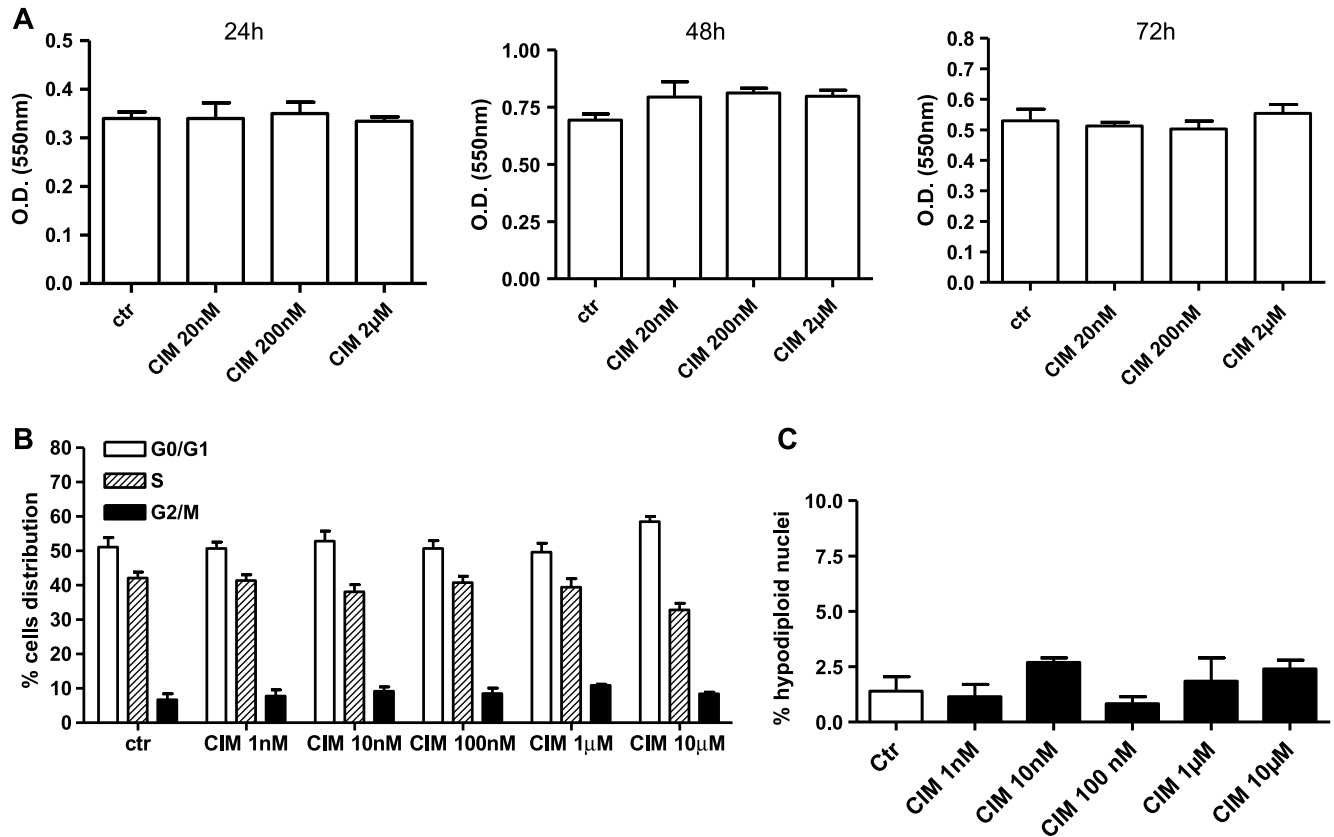 A
24h
O.D. (550nm)
0.5
0.4
0.3
0.2
0.1
0.0
ctr
CIM 20nM
CIM 200nM
CIM 2µM
48h
O.D. (550nm)
1.00
0.75
0.50
0.25
0.00
ctr
CIM 20nM
CIM 200nM
CIM 2µM
72h
O.D. (550nm)
0.8
0.7
0.6
0.5
0.4
0.3
0.2
0.1
0.0
ctr
CIM 20nM
CIM 200nM
CIM 2µM
B
% cells distribution
80
70
60
50
40
30
20
10
0
G0/G1
S
G2/M
ctr
CIM 1nM
CIM 10nM
CIM 100nM
CIM 1µM
CIM 10µM
C
% hypodiploid nuclei
10.0
7.5
5.0
2.5
0.0
Ctr
CIM 1nM
CIM 10nM
CIM 100 nM
CIM 1µM
CIM 10µM